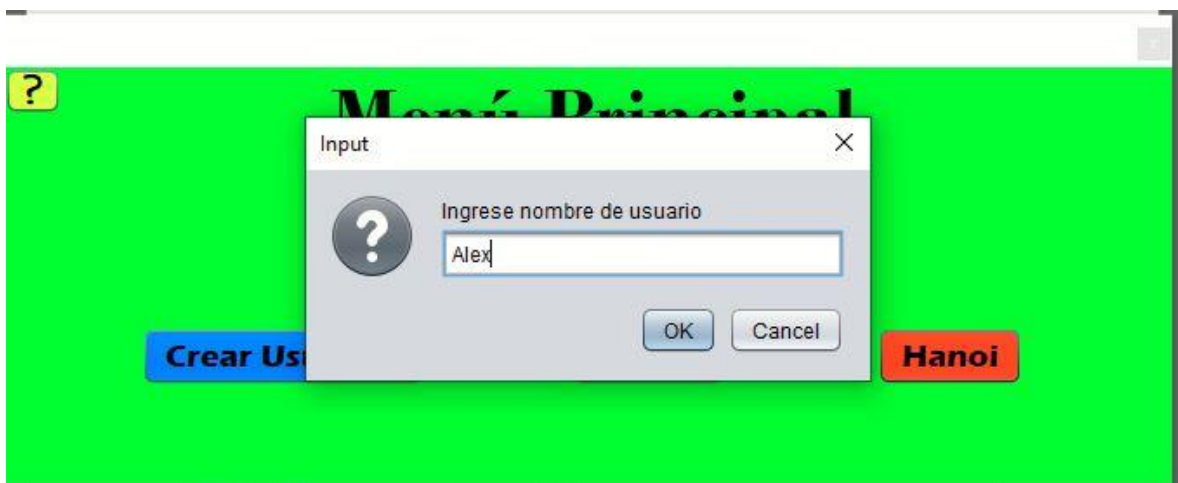 ?
Menú Principal
Input
Ingrese nombre de usuario
Alex
OK Cancel
Crear Us
Hanoi